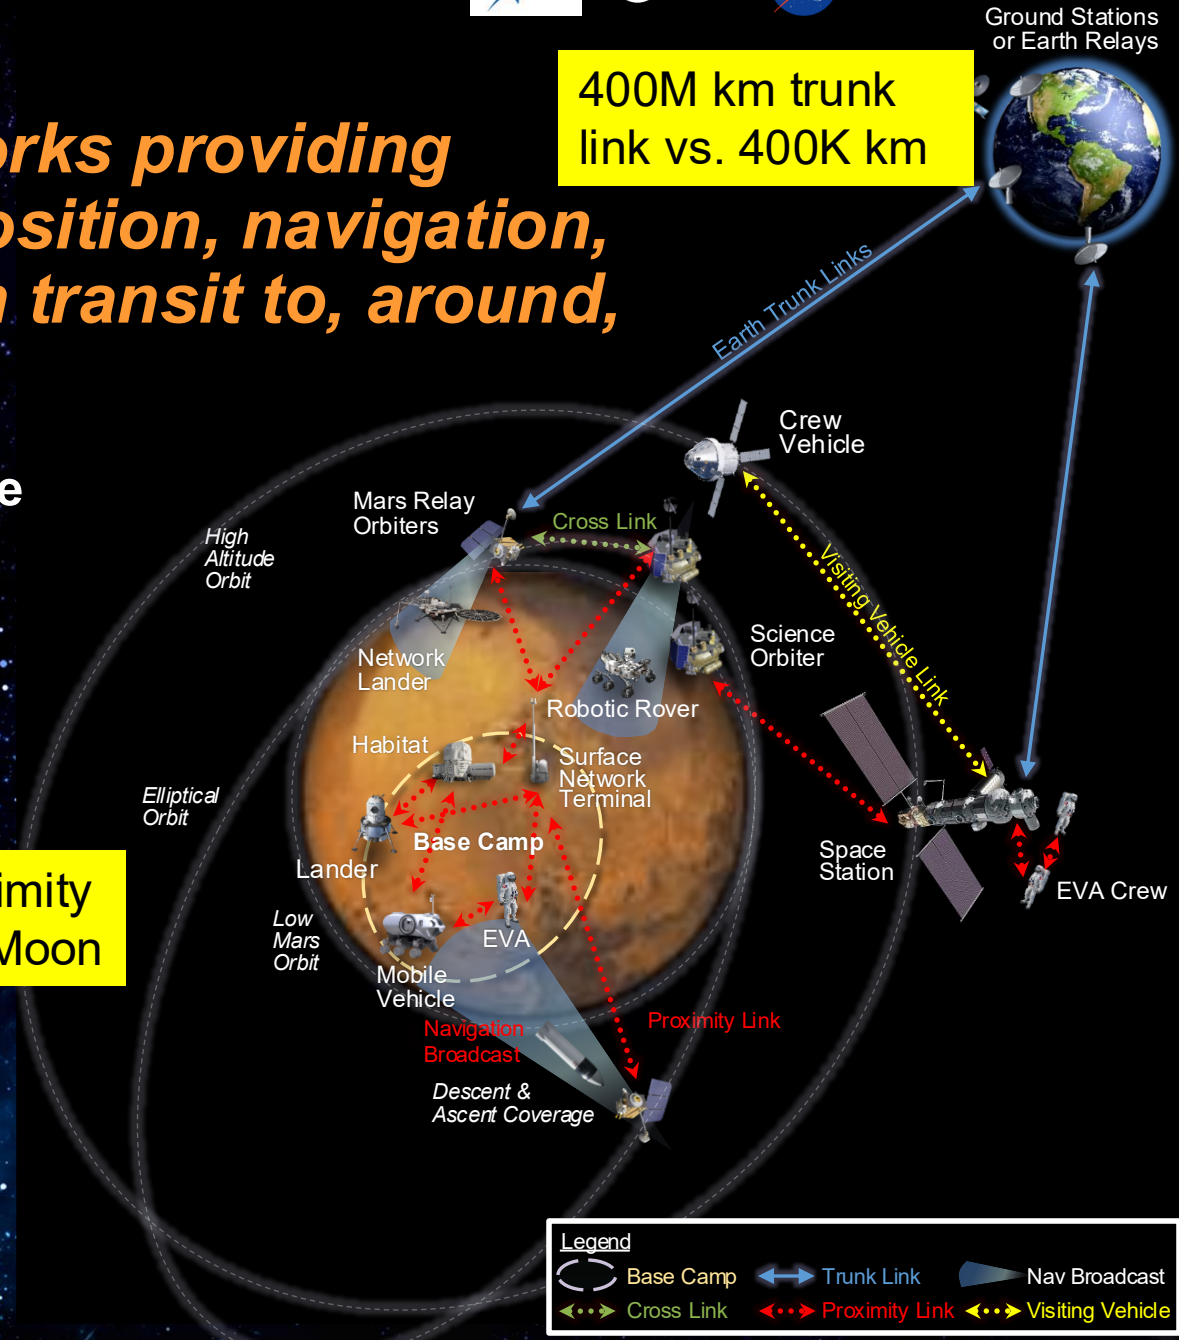 Ground Stations
or Earth Relays
400M km trunk
link vs. 400K km
orks providing
osition, navigation,
n transit to, around,
Earth Trunk Links
Crew
Vehicle
e
Mars Relay
Orbiters
Cross Link
High
Altitude
Orbit
Visiting Vehicle Link
Science
Orbiter
Network
Lander
Robotic Rover
Habitat
Surface
Network
Terminal
Elliptical
Orbit
Base Camp
Lander
Space
Station
EVA Crew
imity
Moon
Low
Mars
Orbit
EVA
Mobile
Vehicle
Navigation
Broadcast
Proximity Link
Descent &
Ascent Coverage
Legend
Base Camp
Trunk Link
Nav Broadcast
Cross Link
Proximity Link
Visiting Vehicle